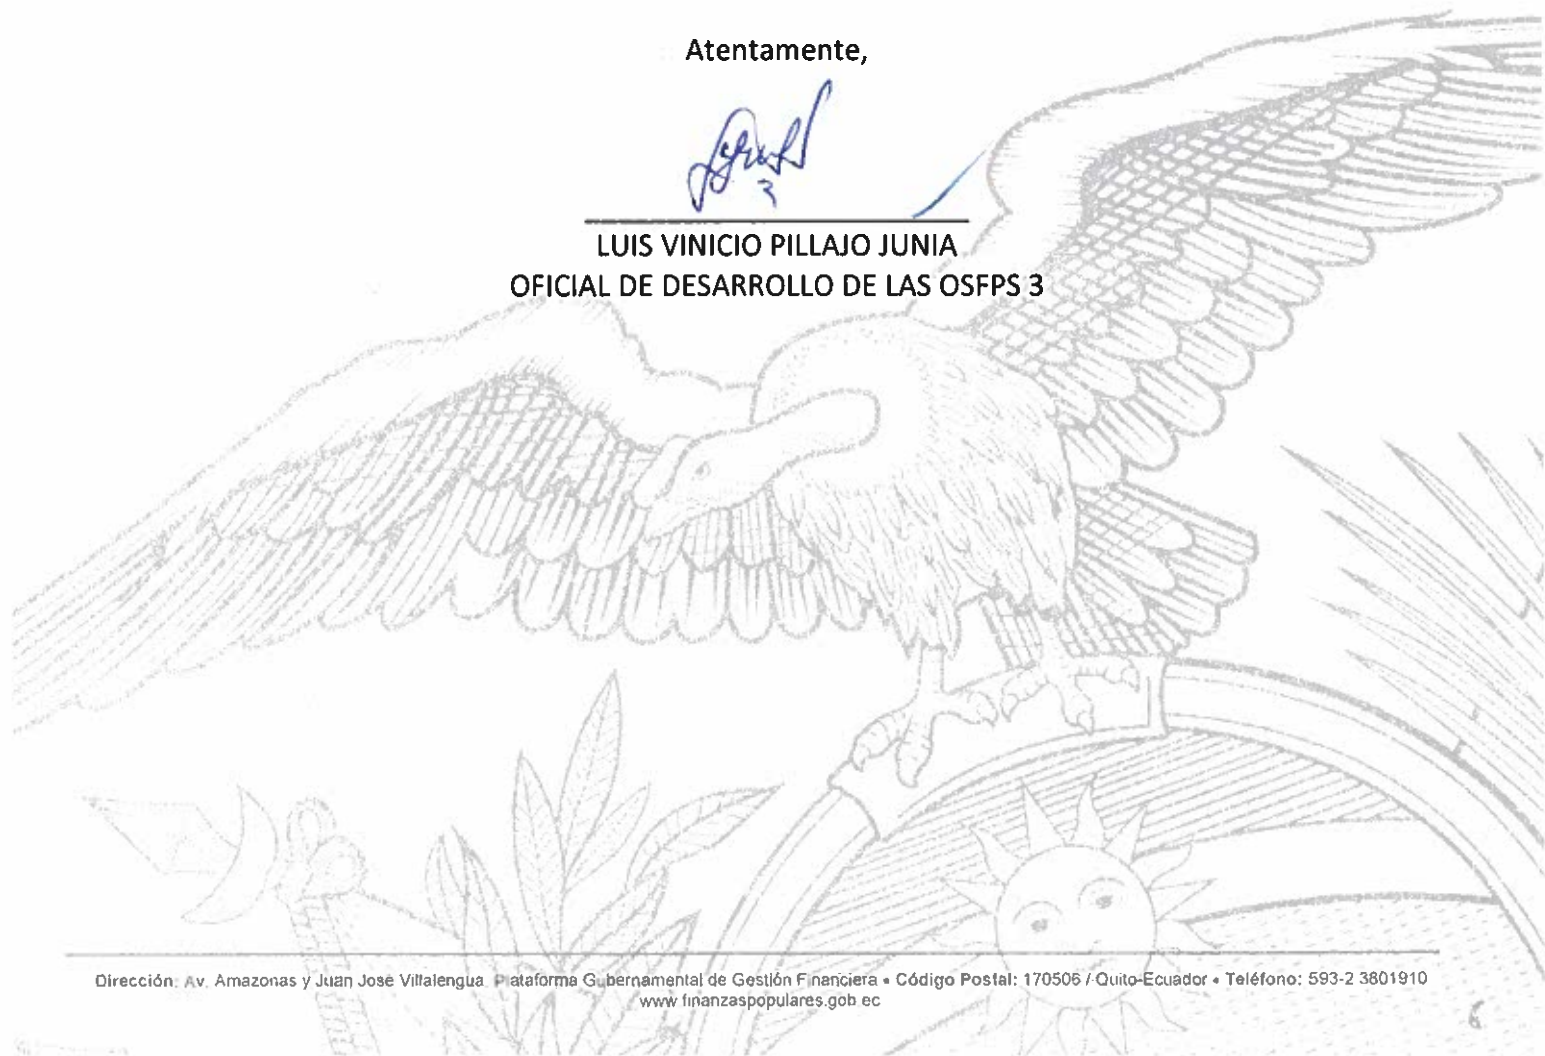 Atentamente,
LUIS VINICIO PILLAJO JUNIA
OFICIAL DE DESARROLLO DE LAS OSFPS 3
Dirección: Av. Amazonas y Juan José Villalengua Plataforma Gubernamental de Gestión Financiera • Código Postal: 170506 / Quito-Ecuador • Teléfono: 593-2 3801910
www.finanzaspopulares.gob.ec
6